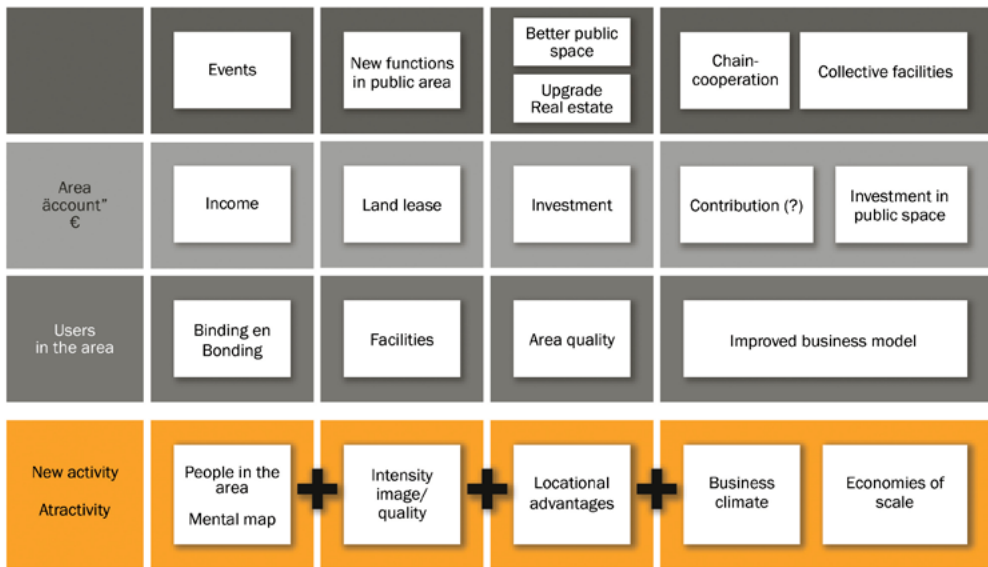 Events
New functions
in public area
Better public
space
Upgrade
Real estate
Chain-
cooperation
Collective facilities
Area
äccount”
€
Income
Land lease
Investment
Contribution (?)
Investment in
public space
Users
in the area
Binding en
Bonding
Facilities
Area quality
Improved business model
New activity
Atractivity
People in the
area
Mental map
+
Intensity
image/
quality
+
Locational
advantages
+
Business
climate
Economies of
scale